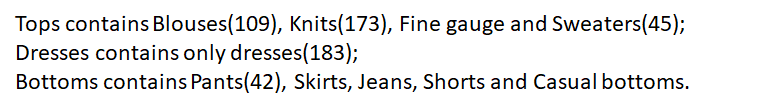 Tops contains Blouses(109), Knits(173), Fine gauge and Sweaters(45);
Dresses contains only dresses(183);
Bottoms contains Pants(42), Skirts, Jeans, Shorts and Casual bottoms.